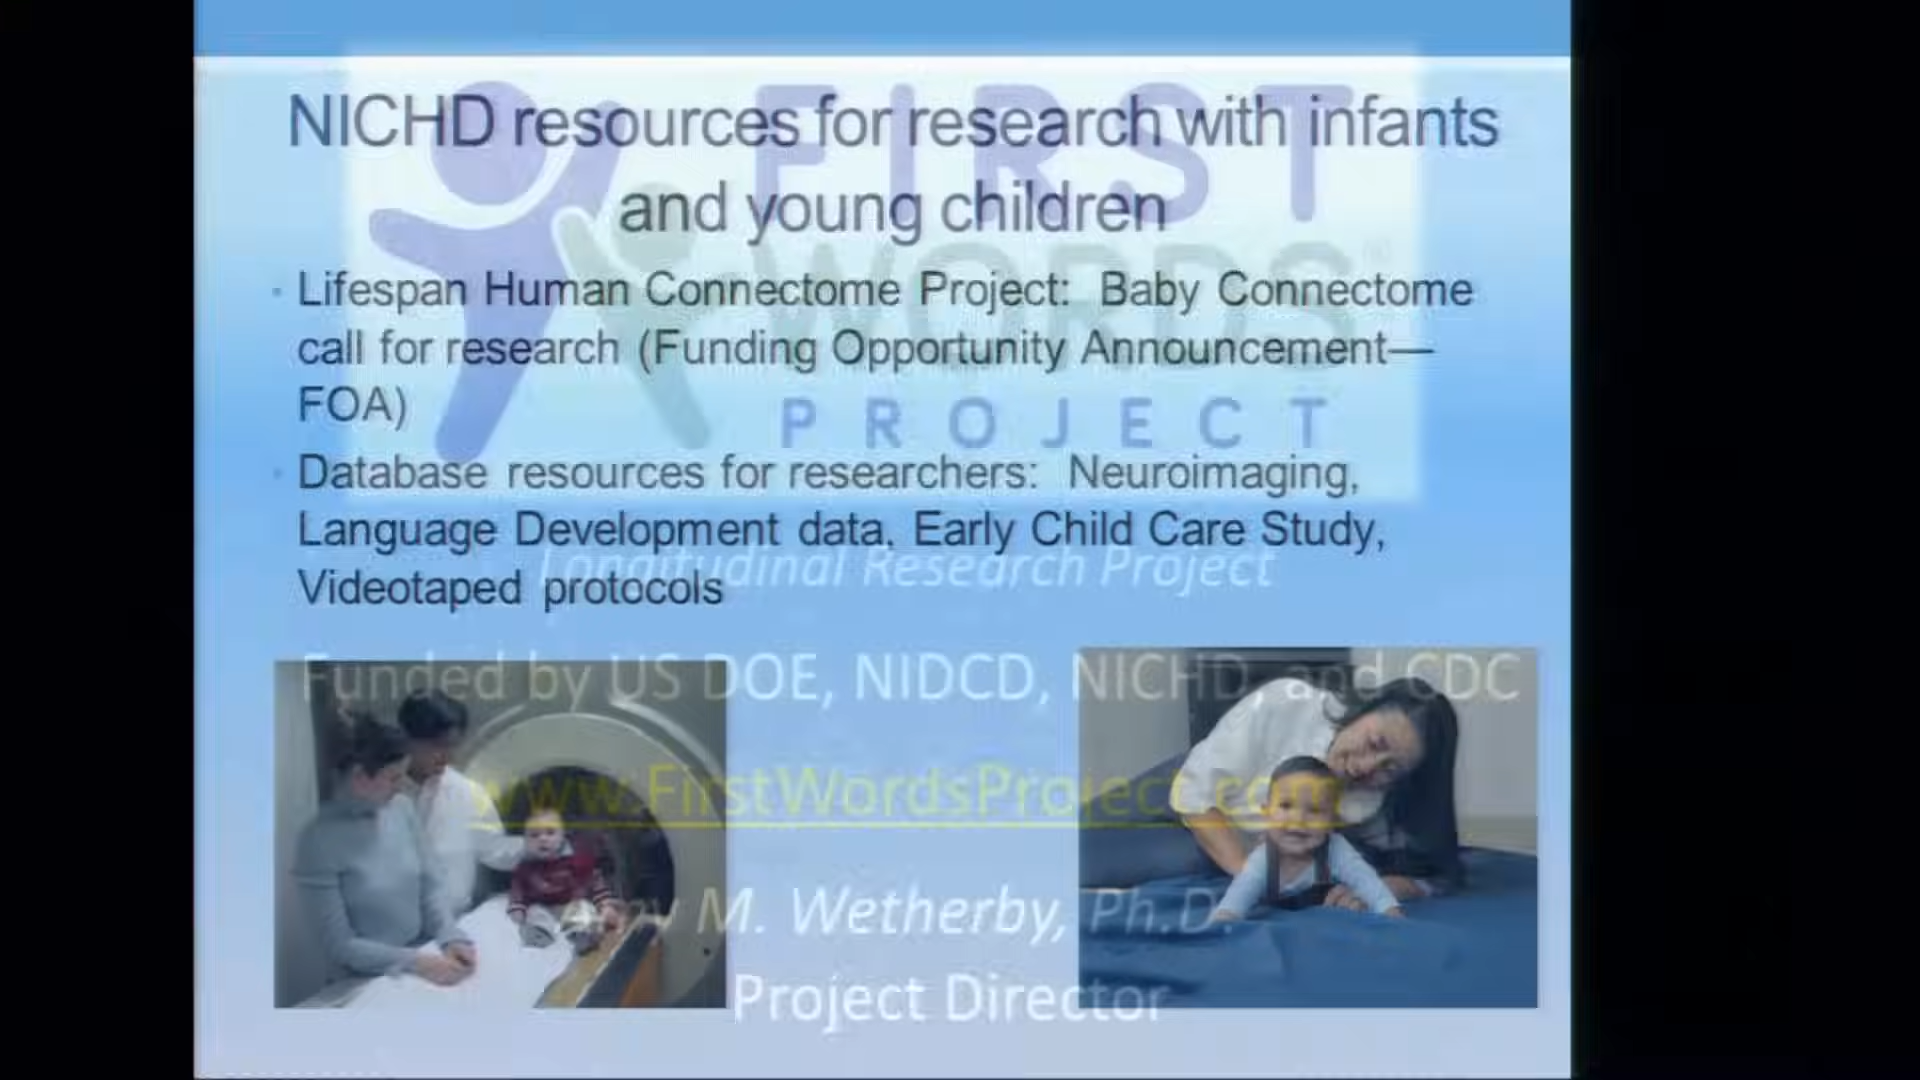 NICHD resources for research with infants
and young children
• Lifespan Human Connectome Project: Baby Connectome
call for research (Funding Opportunity Announcement—
FOA)
• Database resources for researchers: Neuroimaging,
Language Development data, Early Child Care Study,
Videotaped protocols
FIRST
WORDS®
PROJECT
Longitudinal Research Project
Funded by US DOE, NIDCD, NICHD, and CDC
www.FirstWordsProject.com
Amy M. Wetherby, Ph.D.
Project Director